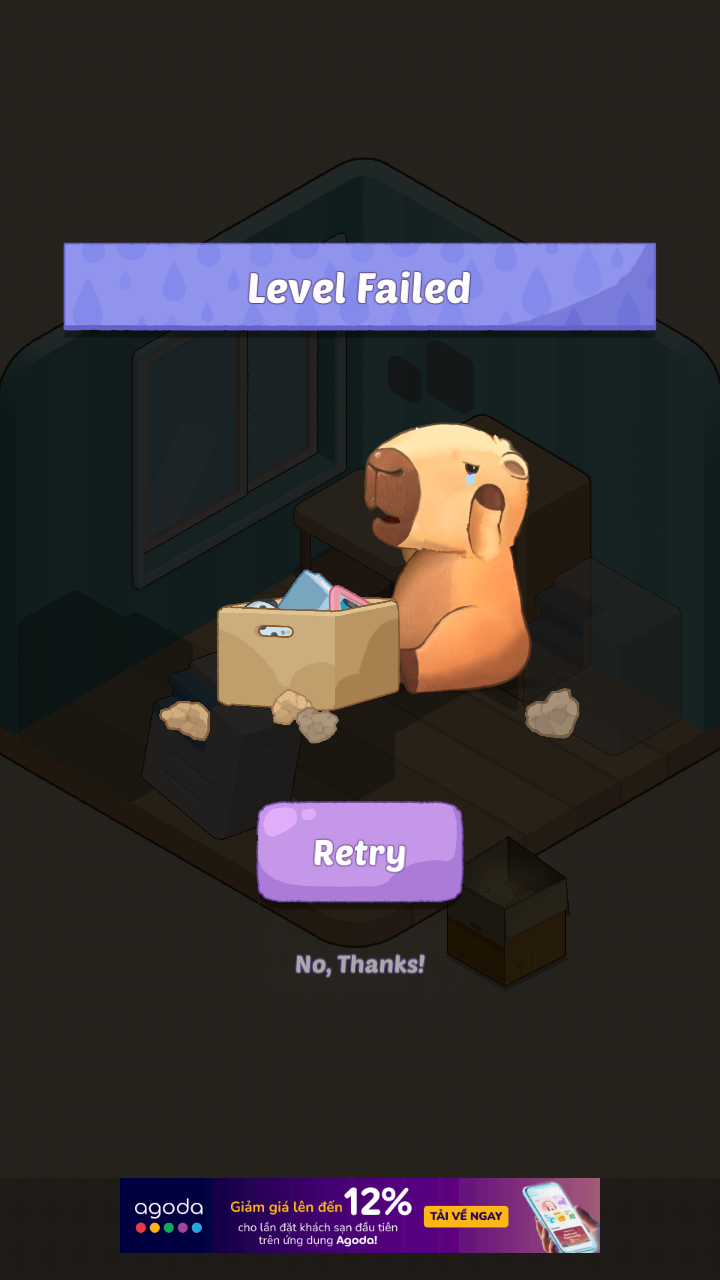 Level Failed
Retry
No, Thanks!
agoda
Giảm giá lên đến 12%
cho lần đặt khách sạn đầu tiên
trên ứng dụng Agoda!
TẢI VỀ NGAY